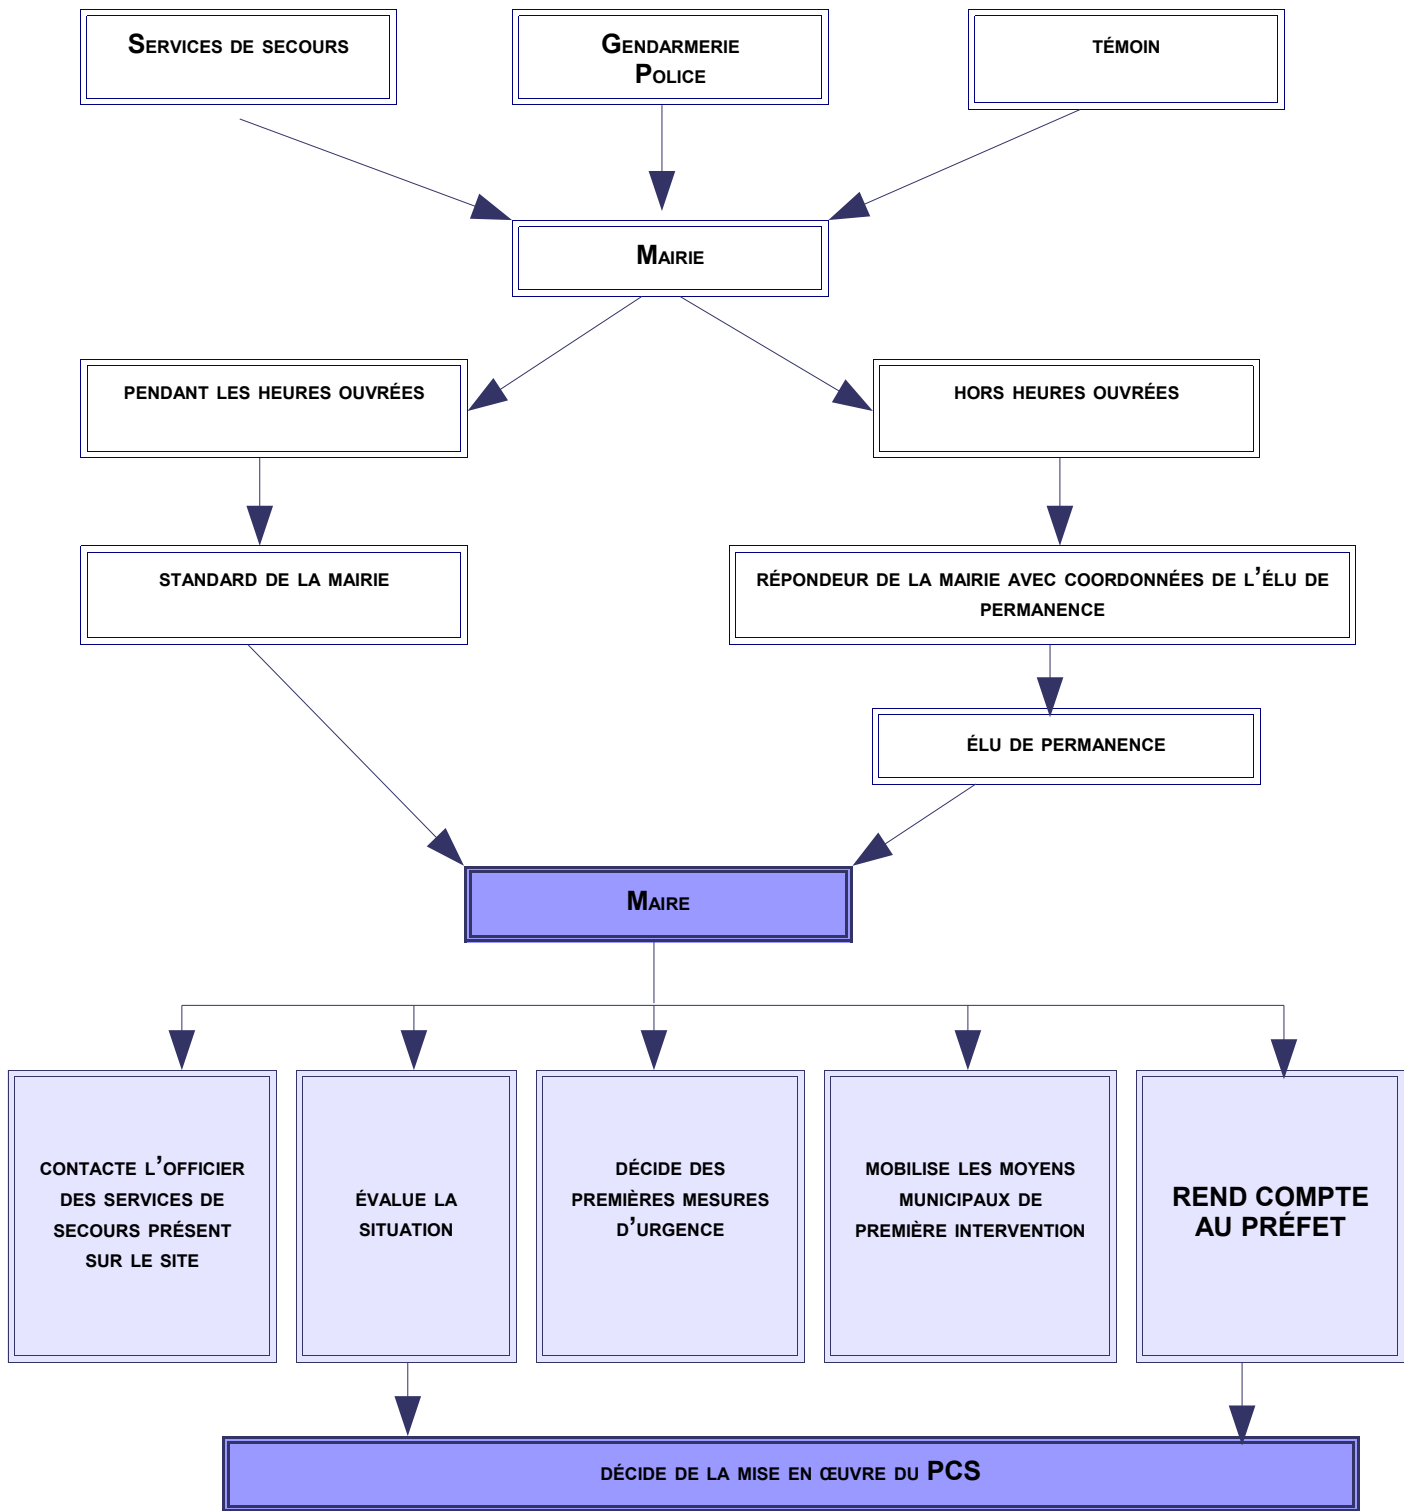 Services de secours
Gendarmerie
Police
témoin
Mairie
pendant les heures ouvrées
hors heures ouvrées
standard de la mairie
répondeur de la mairie avec coordonnées de l'élu de
permanence
élu de permanence
Maire
contacte l'officier
des services de
secours présent
sur le site
évalue la
situation
décide des
premières mesures
d'urgence
mobilise les moyens
municipaux de
première intervention
REND COMPTE
AU PRÉFET
décide de la mise en œuvre du PCS